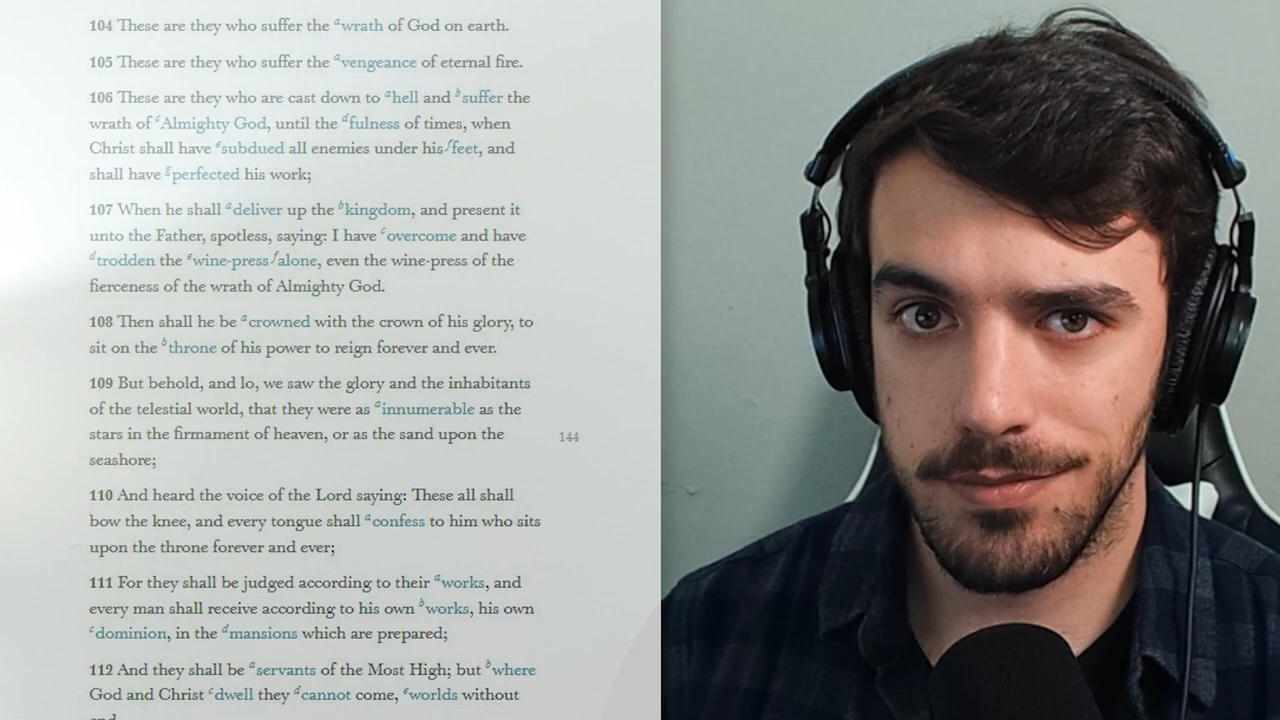 104 These are they who suffer the ᵃwrath of God on earth.
105 These are they who suffer the ᵃvengeance of eternal fire.
106 These are they who are cast down to ᵃhell and ᵇsuffer the
wrath of ᶜAlmighty God, until the ᵈfulness of times, when
Christ shall have ᵉsubdued all enemies under his ᶠfeet, and
shall have ᵍperfected his work;
107 When he shall ᵃdeliver up the ᵇkingdom, and present it
unto the Father, spotless, saying: I have ᶜovercome and have
ᵈtrodden the ᵉwine-press ᶠalone, even the wine-press of the
fierceness of the wrath of Almighty God.
108 Then shall he be ᵃcrowned with the crown of his glory, to
sit on the ᵇthrone of his power to reign forever and ever.
109 But behold, and lo, we saw the glory and the inhabitants
of the telestial world, that they were as ᵃinnumerable as the
stars in the firmament of heaven, or as the sand upon the
seashore;
144
110 And heard the voice of the Lord saying: These all shall
bow the knee, and every tongue shall ᵃconfess to him who sits
upon the throne forever and ever;
111 For they shall be judged according to their ᵃworks, and
every man shall receive according to his own ᵇworks, his own
ᶜdominion, in the ᵈmansions which are prepared;
112 And they shall be ᵃservants of the Most High; but ᵇwhere
God and Christ ᶜdwell they ᵈcannot come, ᵉworlds without